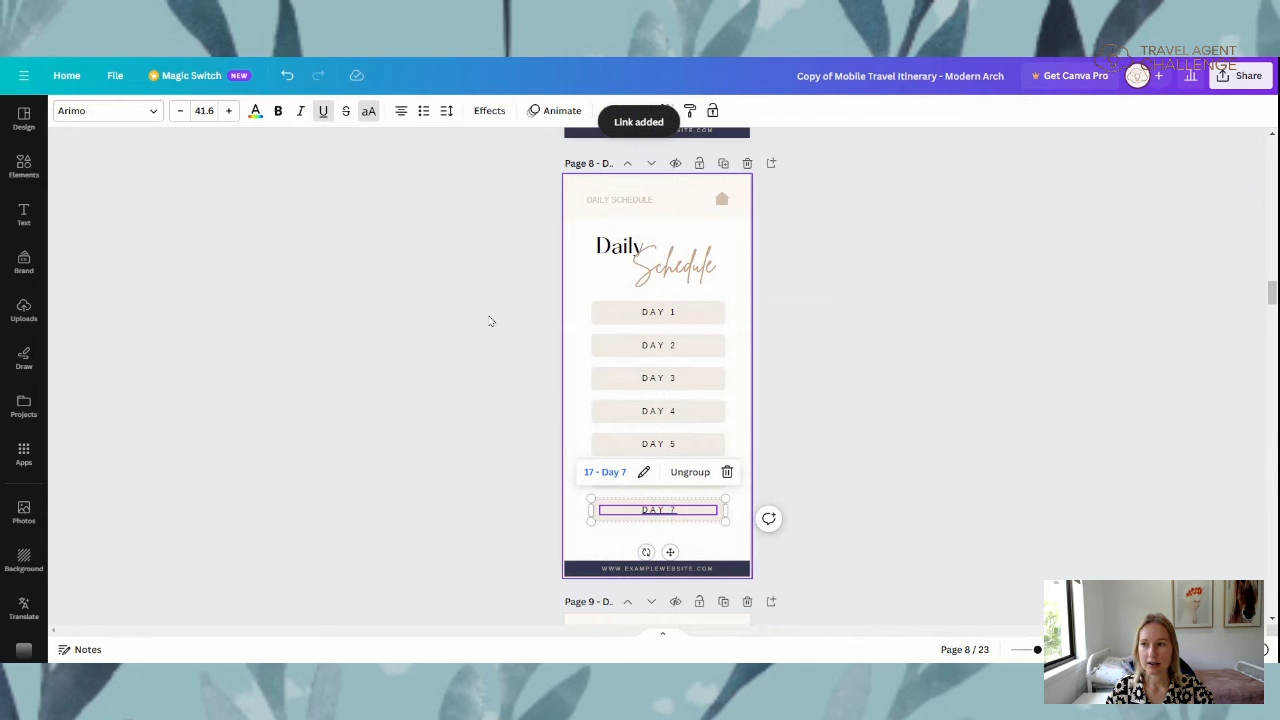 TRAVEL AGENT
CHALLENGE
Home
File
Magic Switch
NEW
Copy of Mobile Travel Itinerary - Modern Arch
Get Canva Pro
Share
Arimo
41.6
A
B
I
U
S
aA
Effects
Animate
Link added
Design
Elements
Text
Brand
Uploads
Draw
Projects
Apps
Photos
Background
Translate
Page 8 - D..
DAILY SCHEDULE
Daily
Schedule
DAY 1
DAY 2
DAY 3
DAY 4
DAY 5
17 - Day 7
Ungroup
DAY 7
WWW.EXAMPLEWEBSITE.COM
Page 9 - D..
Notes
Page 8 / 23